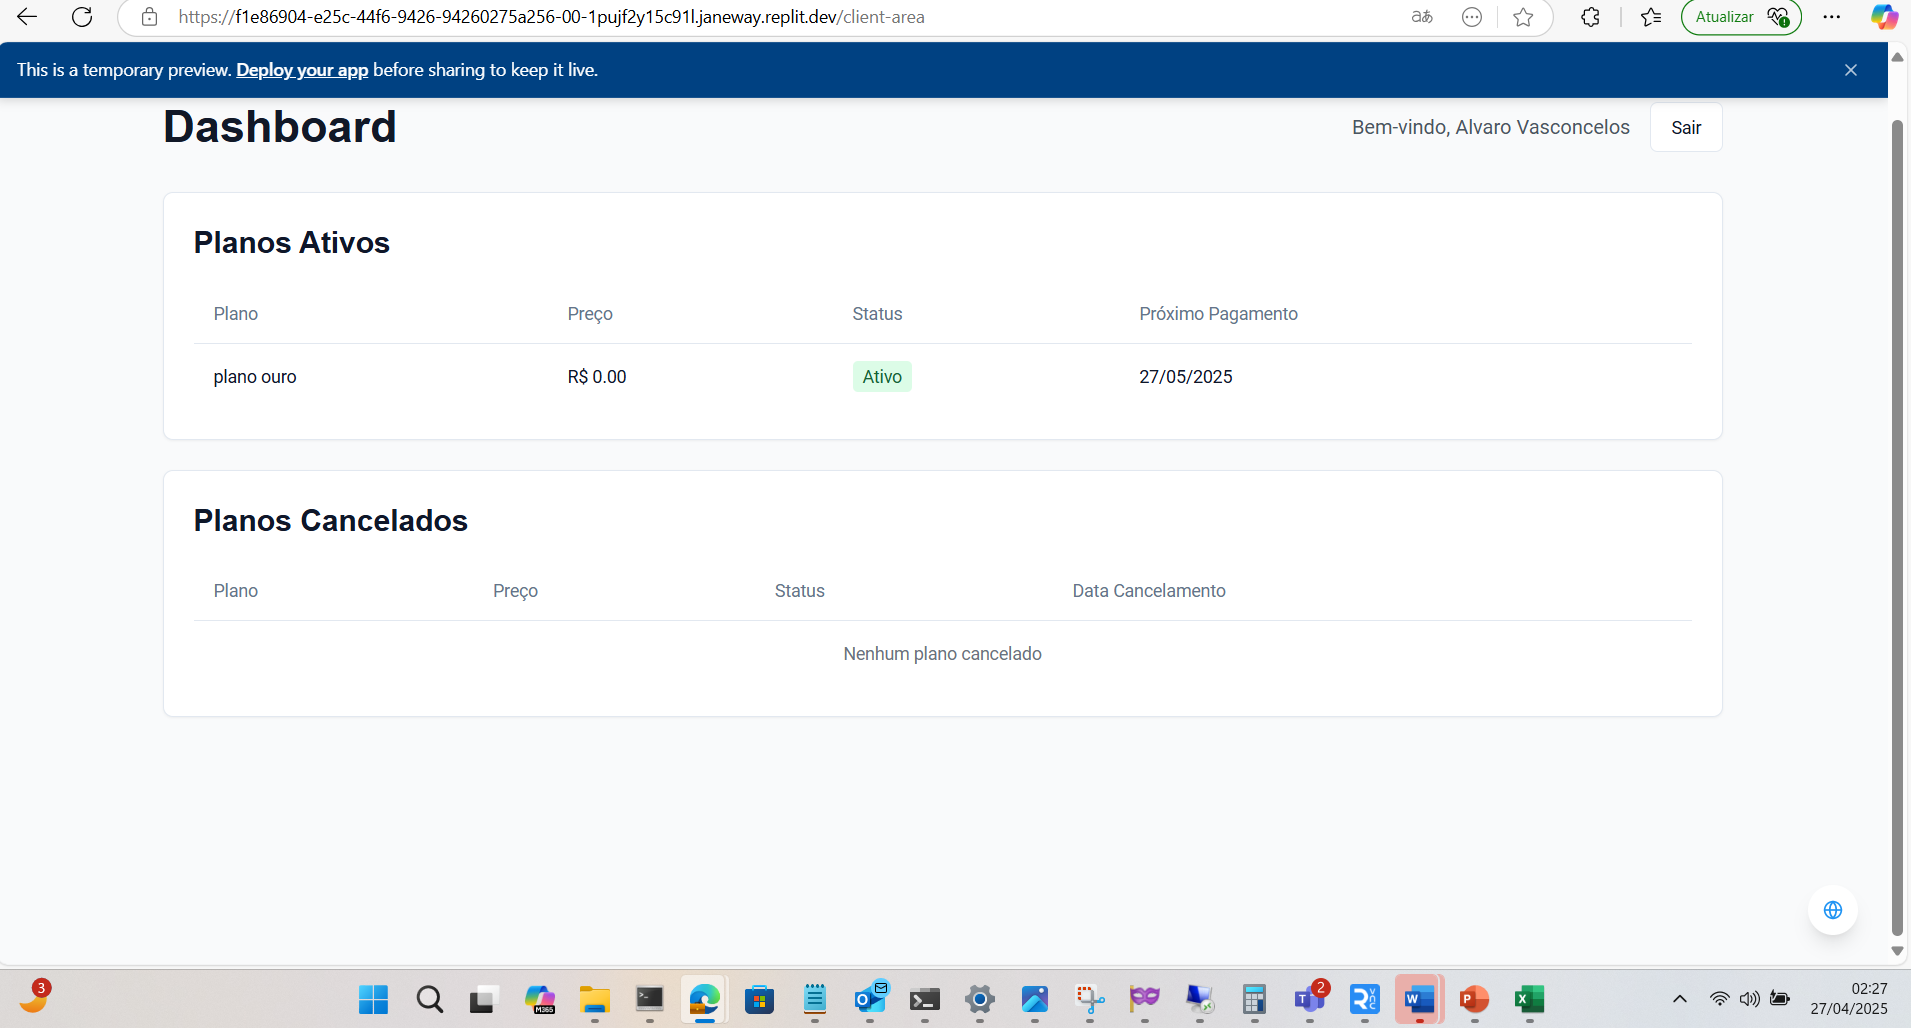 https://f1e86904-e25c-44f6-9426-94260275a256-00-1pujf2y15c91l.janeway.replit.dev/client-area
Atualizar
This is a temporary preview. Deploy your app before sharing to keep it live.
Dashboard
Bem-vindo, Alvaro Vasconcelos
Sair
Planos Ativos
Plano Preço Status Próximo Pagamento
plano ouro R$ 0.00 Ativo 27/05/2025
Planos Cancelados
Plano Preço Status Data Cancelamento
Nenhum plano cancelado
3
M365
2
02:27
27/04/2025